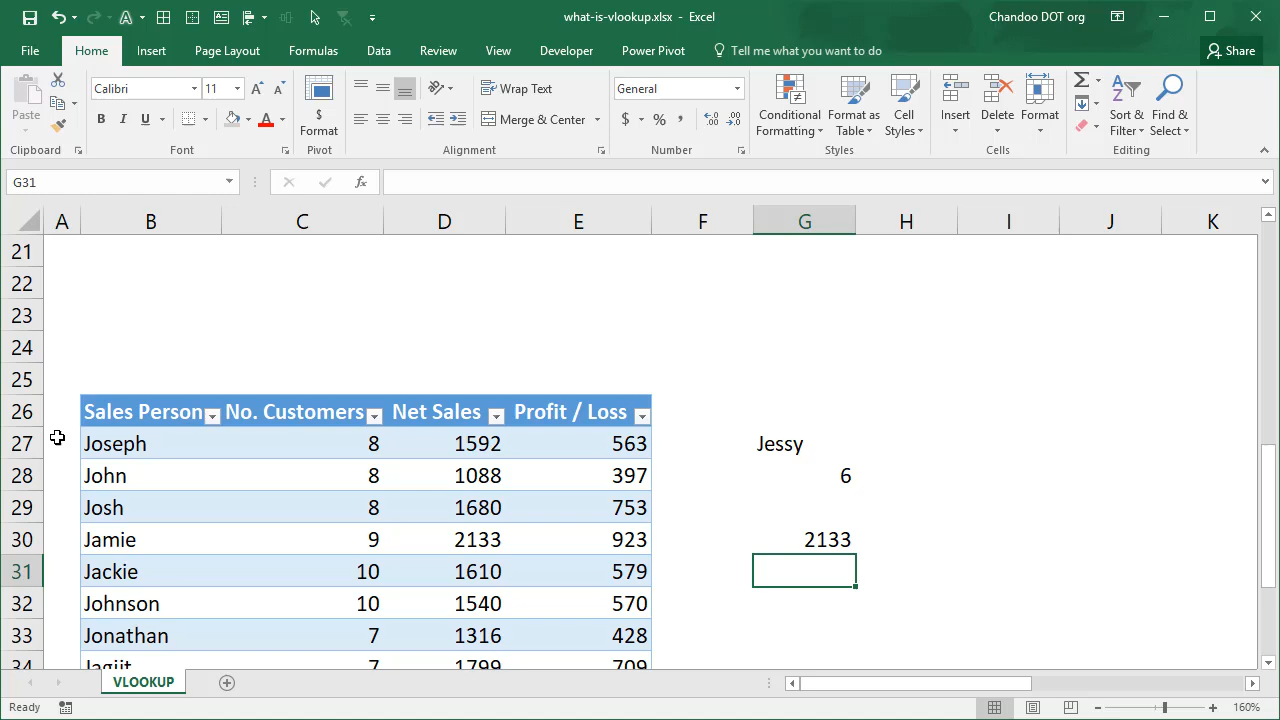 what-is-vlookup.xlsx - Excel
Chandoo DOT org
File Home Insert Page Layout Formulas Data Review View Developer Power Pivot Tell me what you want to do Share
Paste
Calibri 11
B I U A
Format
Wrap Text
Merge & Center
General
$ % ,
Conditional Formatting
Format as Table
Cell Styles
Insert Delete Format
Sort & Filter
Find & Select
Clipboard Font Pivot Alignment Number Styles Cells Editing
G31 fx
A B C D E F G H I J K
21
22
23
24
25
26 Sales Person No. Customers Net Sales Profit / Loss
27 Joseph 8 1592 563 Jessy
28 John 8 1088 397 6
29 Josh 8 1680 753
30 Jamie 9 2133 923 2133
31 Jackie 10 1610 579
32 Johnson 10 1540 570
33 Jonathan 7 1316 428
34 Jagjit 7 1799 709
VLOOKUP
Ready 160%